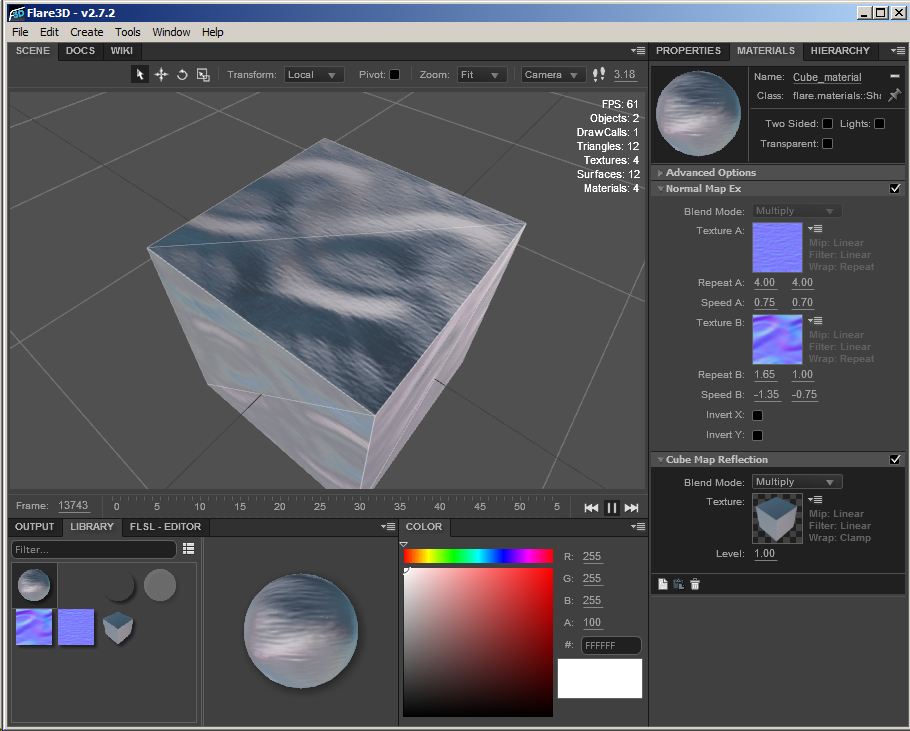 Flare3D - v2.7.2
File Edit Create Tools Window Help
SCENE DOCS WIKI
Transform: Local Pivot: Zoom: Fit Camera 3.18
FPS: 61
Objects: 2
DrawCalls: 1
Triangles: 12
Textures: 4
Surfaces: 12
Materials: 4
Frame: 13743 0 5 10 15 20 25 30 35 40 45 50 5
OUTPUT LIBRARY FLSL - EDITOR
Filter...
COLOR
R: 255
G: 255
B: 255
A: 100
#: FFFFFF
PROPERTIES MATERIALS HIERARCHY
Name: Cube_material
Class: flare.materials::Sha
Two Sided: Lights:
Transparent:
Advanced Options
Normal Map Ex
Blend Mode: Multiply
Texture A:
Mip: Linear
Filter: Linear
Wrap: Repeat
Repeat A: 4.00 4.00
Speed A: 0.75 0.70
Texture B:
Mip: Linear
Filter: Linear
Wrap: Repeat
Repeat B: 1.65 1.00
Speed B: -1.35 -0.75
Invert X:
Invert Y:
Cube Map Reflection
Blend Mode: Multiply
Texture:
Mip: Linear
Filter: Linear
Wrap: Clamp
Level: 1.00